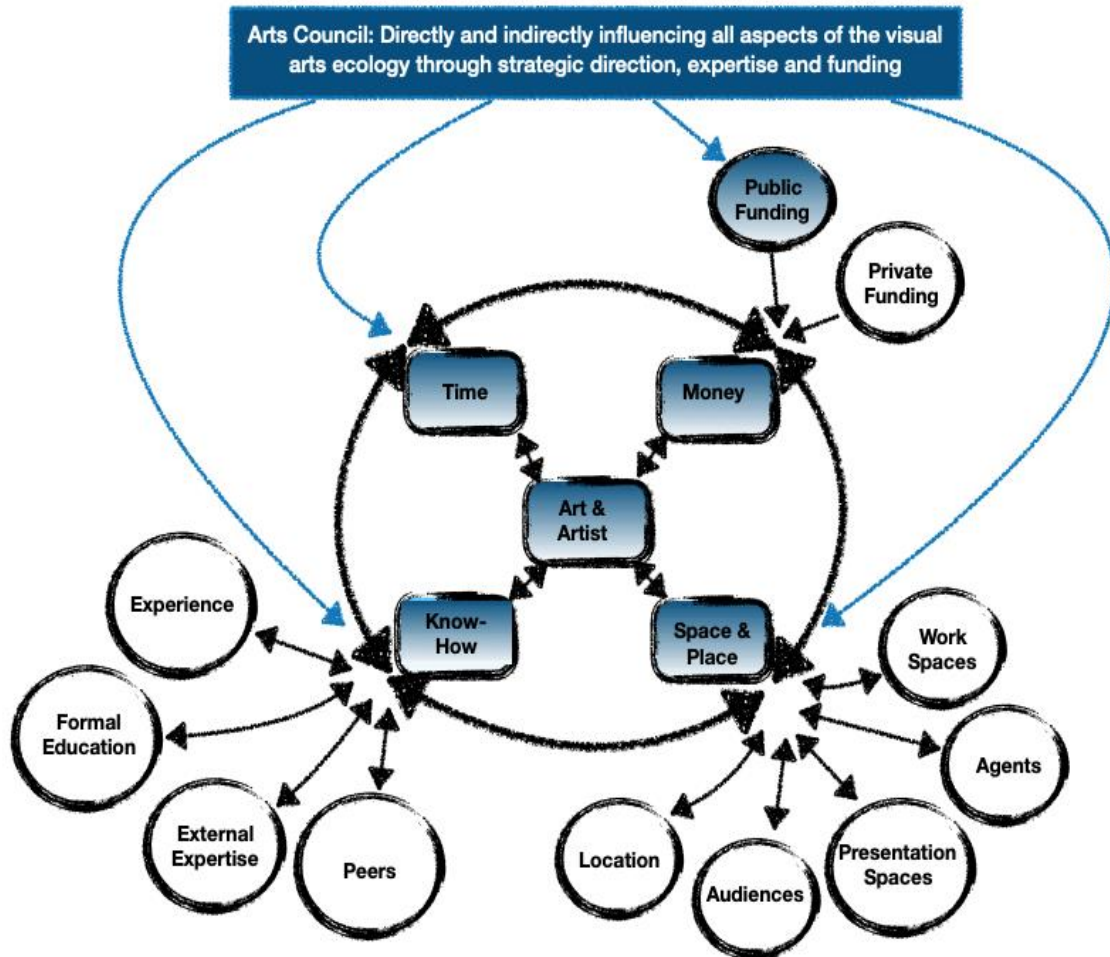 Arts Council: Directly and indirectly influencing all aspects of the visual
arts ecology through strategic direction, expertise and funding
Public
Funding
Private
Funding
Time
Money
Art &
Artist
Know-
How
Space &
Place
Experience
Formal
Education
External
Expertise
Peers
Location
Audiences
Presentation
Spaces
Agents
Work
Spaces